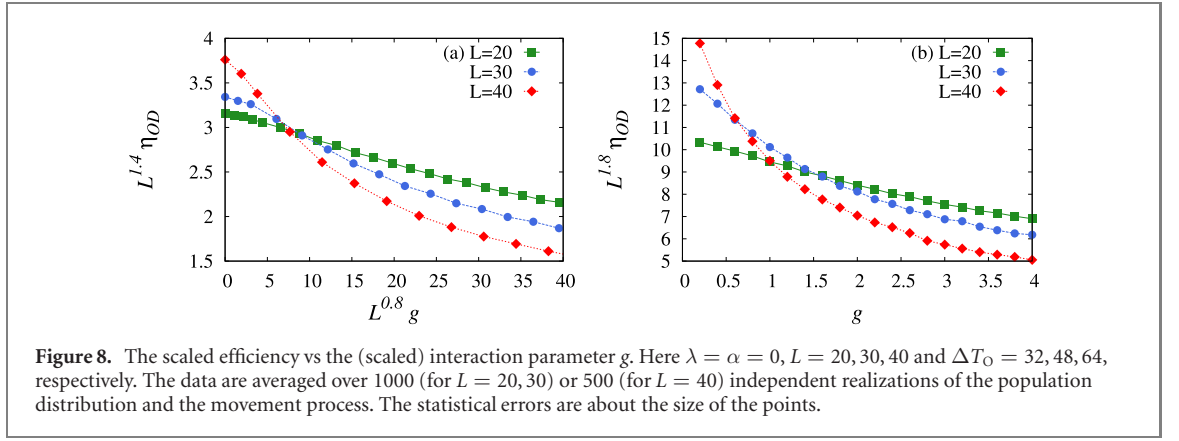 (a) L=20
L=30
L=40
4
3.5
3
2.5
2
1.5
L^1.4 η_OD
0 5 10 15 20 25 30 35 40
L^0.8 g
(b) L=20
L=30
L=40
15
14
13
12
11
10
9
8
7
6
5
L^1.8 η_OD
0 0.5 1 1.5 2 2.5 3 3.5 4
g
Figure 8. The scaled efficiency vs the (scaled) interaction parameter g. Here λ = α = 0, L = 20, 30, 40 and ΔT_O = 32, 48, 64,
respectively. The data are averaged over 1000 (for L = 20, 30) or 500 (for L = 40) independent realizations of the population
distribution and the movement process. The statistical errors are about the size of the points.